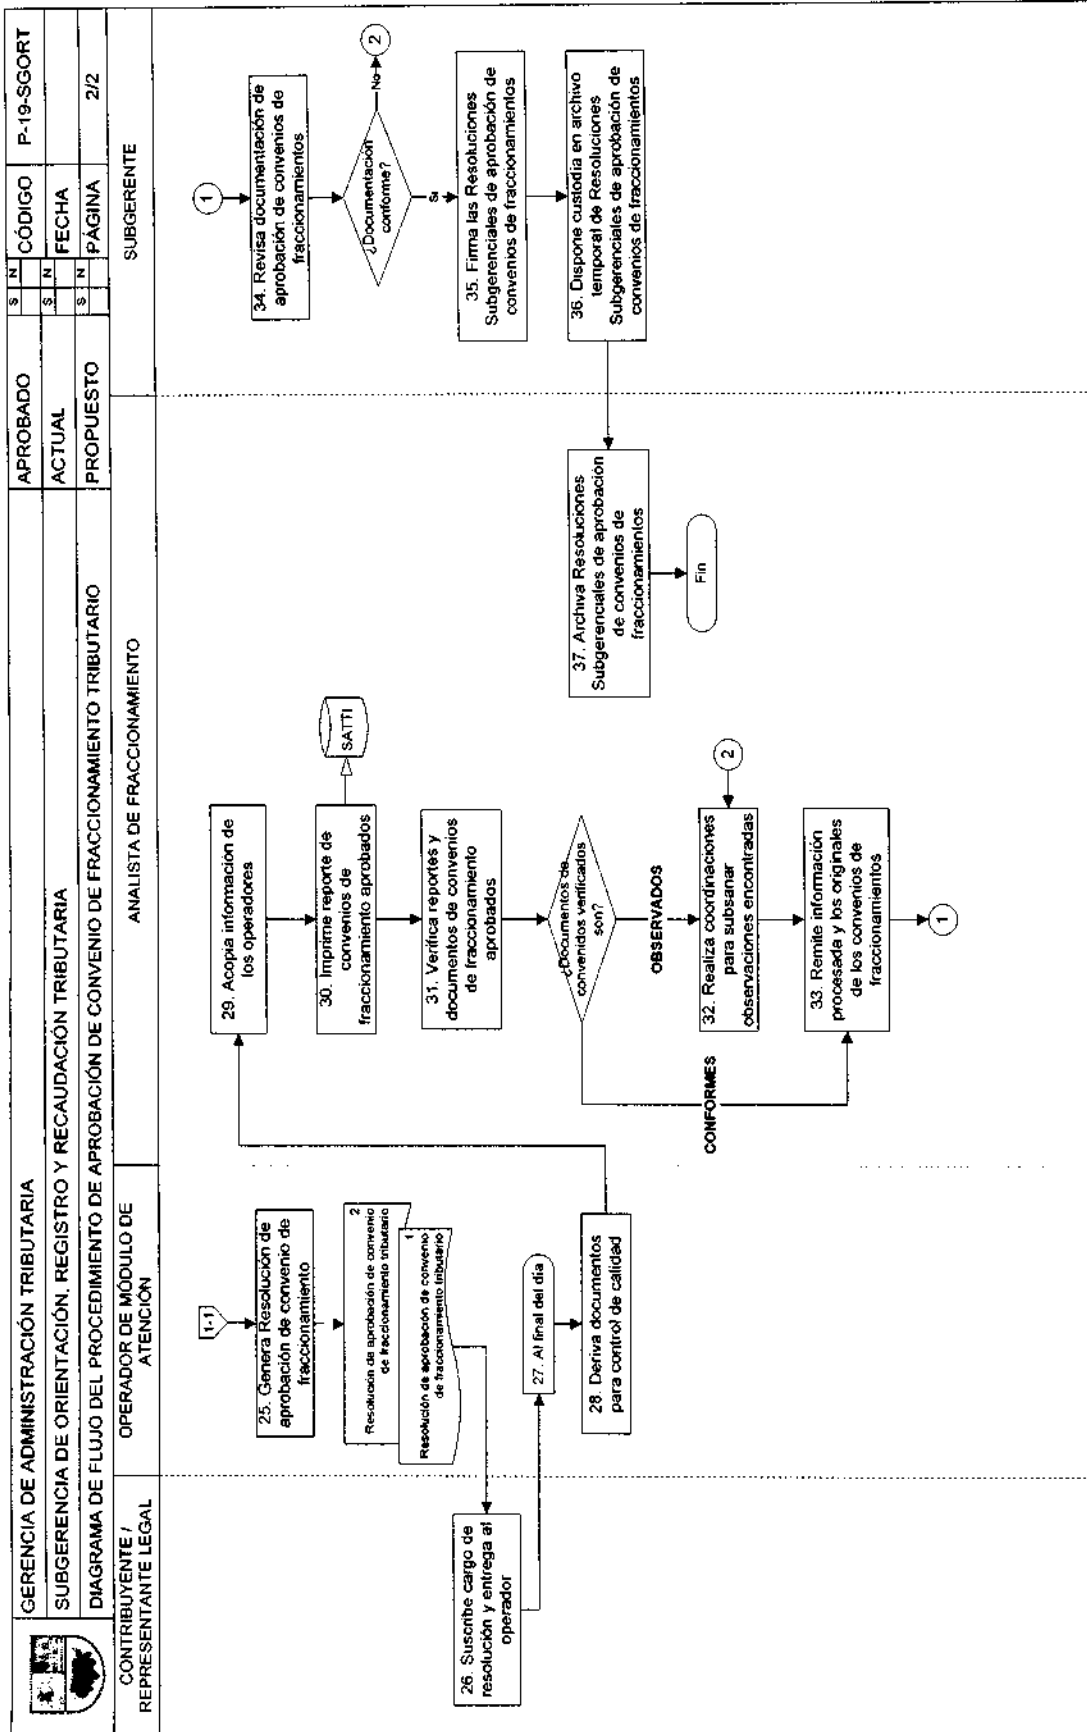 GERENCIA DE ADMINISTRACIÓN TRIBUTARIA
APROBADO
S
N
CÓDIGO
P-19-SGORT
SUBGERENCIA DE ORIENTACIÓN, REGISTRO Y RECAUDACIÓN TRIBUTARIA
ACTUAL
S
N
FECHA
DIAGRAMA DE FLUJO DEL PROCEDIMIENTO DE APROBACIÓN DE CONVENIO DE FRACCIONAMIENTO TRIBUTARIO
PROPUESTO
S
N
PÁGINA
2/2
CONTRIBUYENTE /
REPRESENTANTE LEGAL
OPERADOR DE MÓDULO DE
ATENCIÓN
ANALISTA DE FRACCIONAMIENTO
SUBGERENTE
1-1
25. Genera Resolución de
aprobación de convenio de
fraccionamiento
2
Resolución de aprobación de convenio
de fraccionamiento tributario
1
Resolución de aprobación de convenio
de fraccionamiento tributario
26. Suscribe cargo de
resolución y entrega al
operador
27. Al final del dia
28. Deriva documentos
para control de calidad
29. Acopia información de
los operadores
30. Imprime reporte de
convenios de
fraccionamiento aprobados
SATTI
31. Verifica reportes y
documentos de convenios
de fraccionamiento
aprobados
¿Documentos de
convenidos verificados
son?
OBSERVADOS
CONFORMES
2
32. Realiza coordinaciones
para subsanar
observaciones encontradas
33. Remite información
procesada y los originales
de los convenios de
fraccionamientos
1
1
34. Revisa documentación de
aprobación de convenios de
fraccionamientos
¿Documentación
conforme?
No
2
Si
35. Firma las Resoluciones
Subgerenciales de aprobación de
convenios de fraccionamientos
36. Dispone custodia en archivo
temporal de Resoluciones
Subgerenciales de aprobación de
convenios de fraccionamientos
37. Archiva Resoluciones
Subgerenciales de aprobación
de convenios de
fraccionamientos
Fin